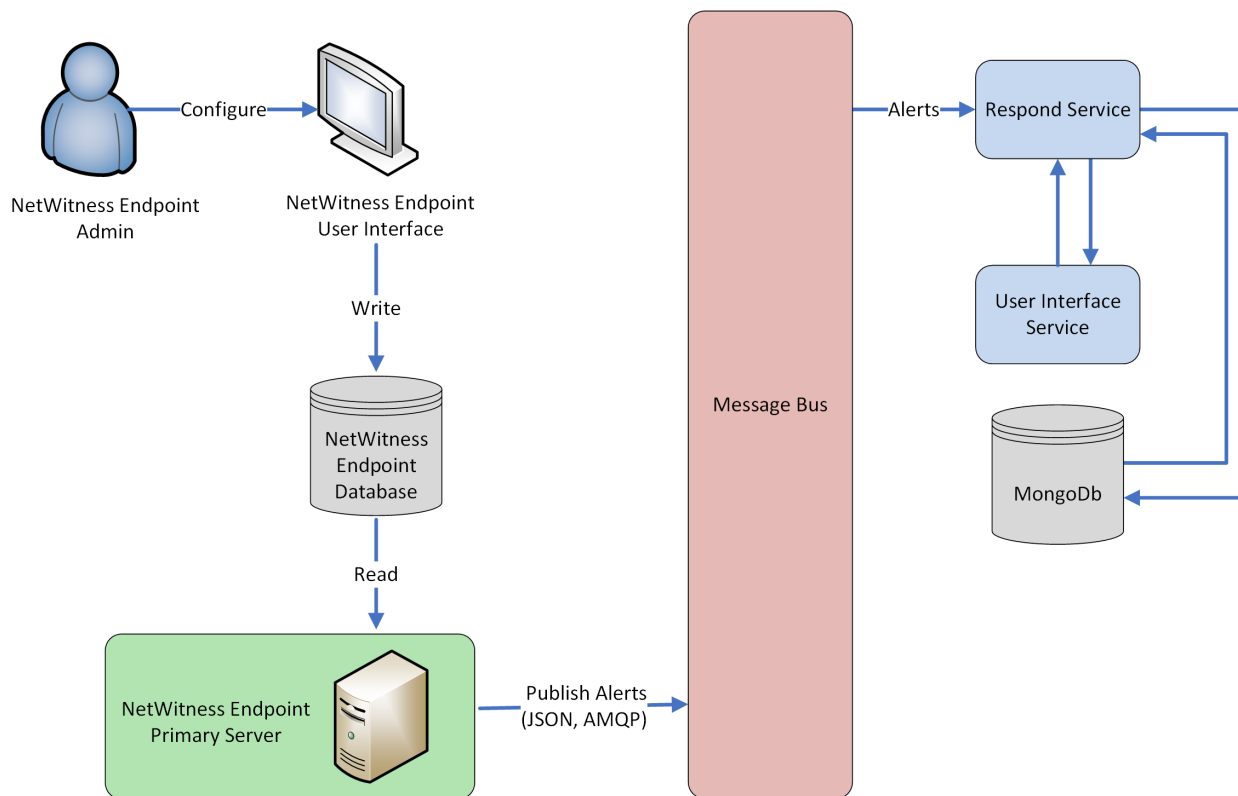 Configure
NetWitness Endpoint
Admin
NetWitness Endpoint
User Interface
Write
NetWitness
Endpoint
Database
Read
NetWitness Endpoint
Primary Server
Publish Alerts
(JSON, AMQP)
Message Bus
Alerts
Respond Service
User Interface
Service
MongoDb